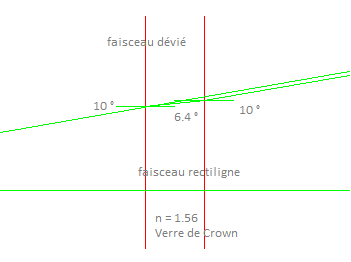 faisceau dévié
10 °
6.4 °
10 °
faisceau rectiligne
n = 1.56
Verre de Crown